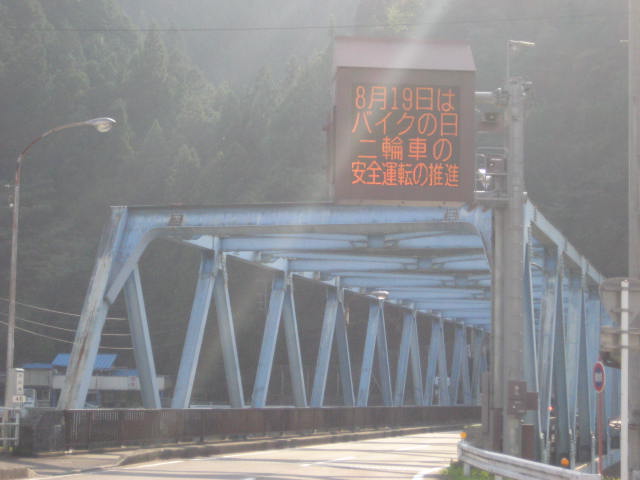 8月19日は
バイクの日
二輪車の
安全運転の推進